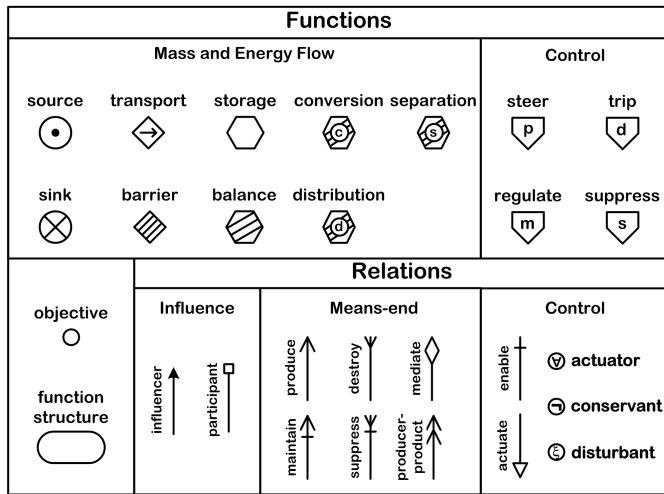 Functions
Mass and Energy Flow
Control
source transport storage conversion separation
c s
steer trip
p d
sink barrier balance distribution
d
regulate suppress
m s
Relations
objective
function
structure
Influence
influencer
participant
Means-end
produce
destroy
mediate
maintain
suppress
producer-
product
Control
enable
actuate
∀ actuator
¬ conservant
ξ disturbant